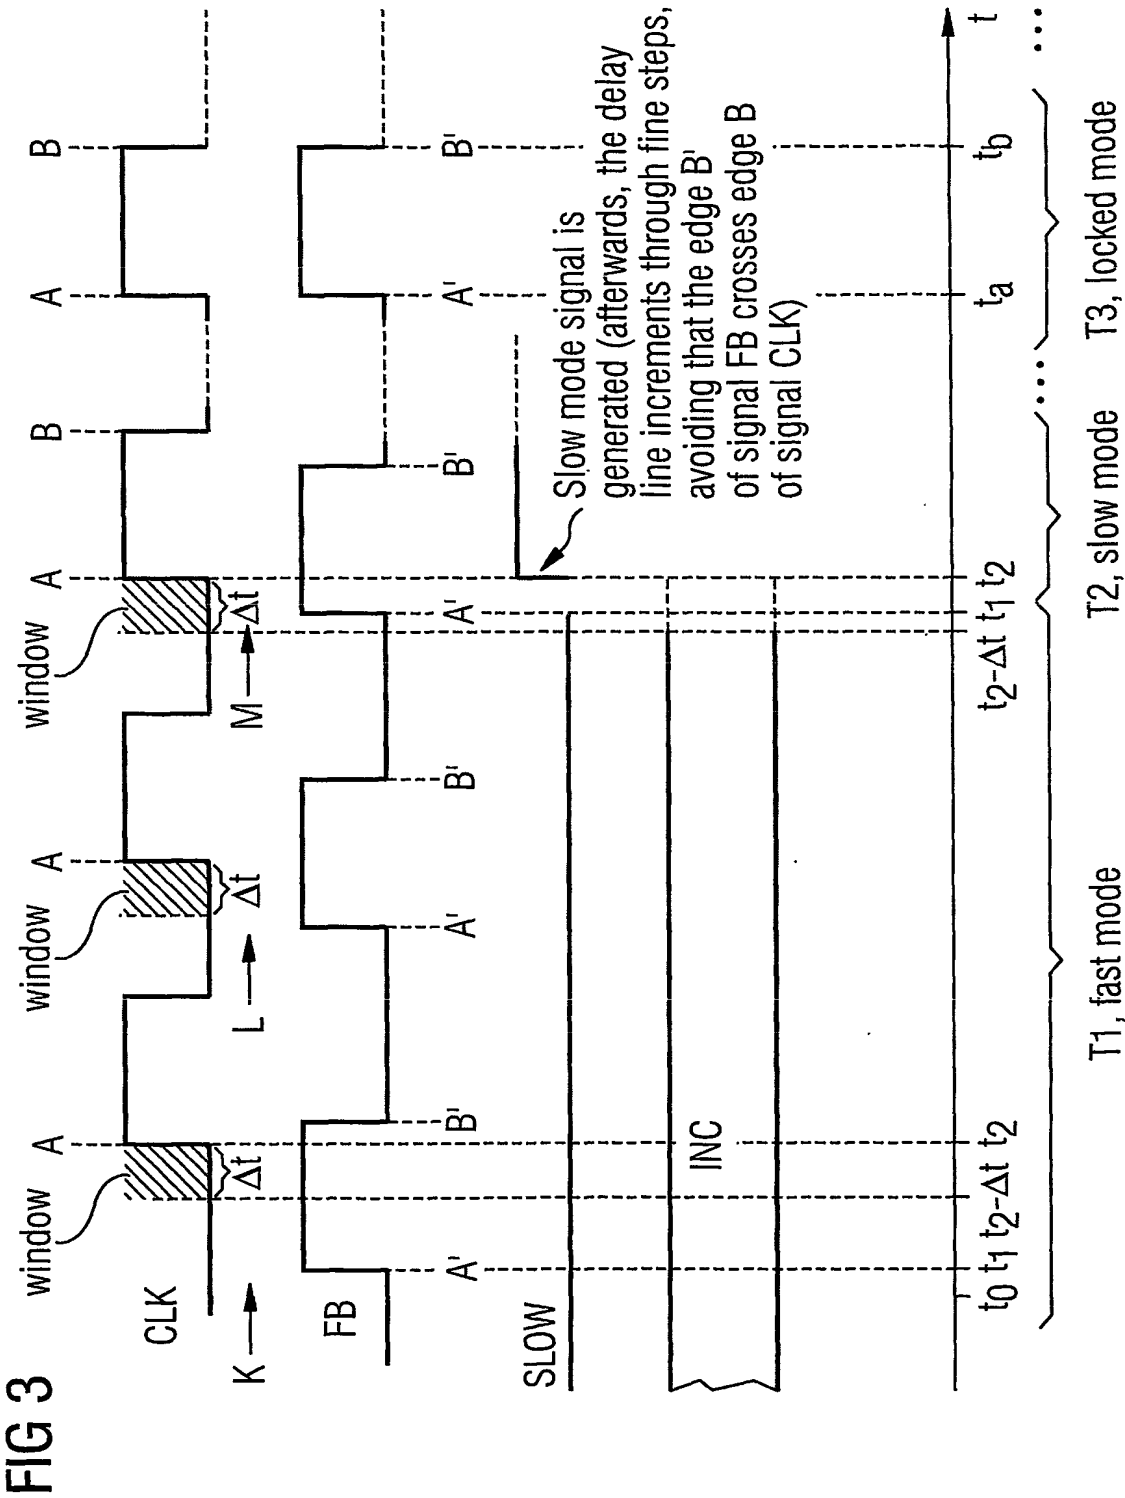 FIG 3
window
window
window
A
A
A
B
A
B
CLK
Δt
Δt
Δt
K
L
M
FB
A'
B'
A'
B'
A'
B'
A'
B'
SLOW
Slow mode signal is
generated (afterwards, the delay
line increments through fine steps,
avoiding that the edge B'
of signal FB crosses edge B
of signal CLK)
INC
t0 t1 t2-Δt t2
t2-Δt t1 t2
ta
tb
t
T1, fast mode
T2, slow mode
...
T3, locked mode
...